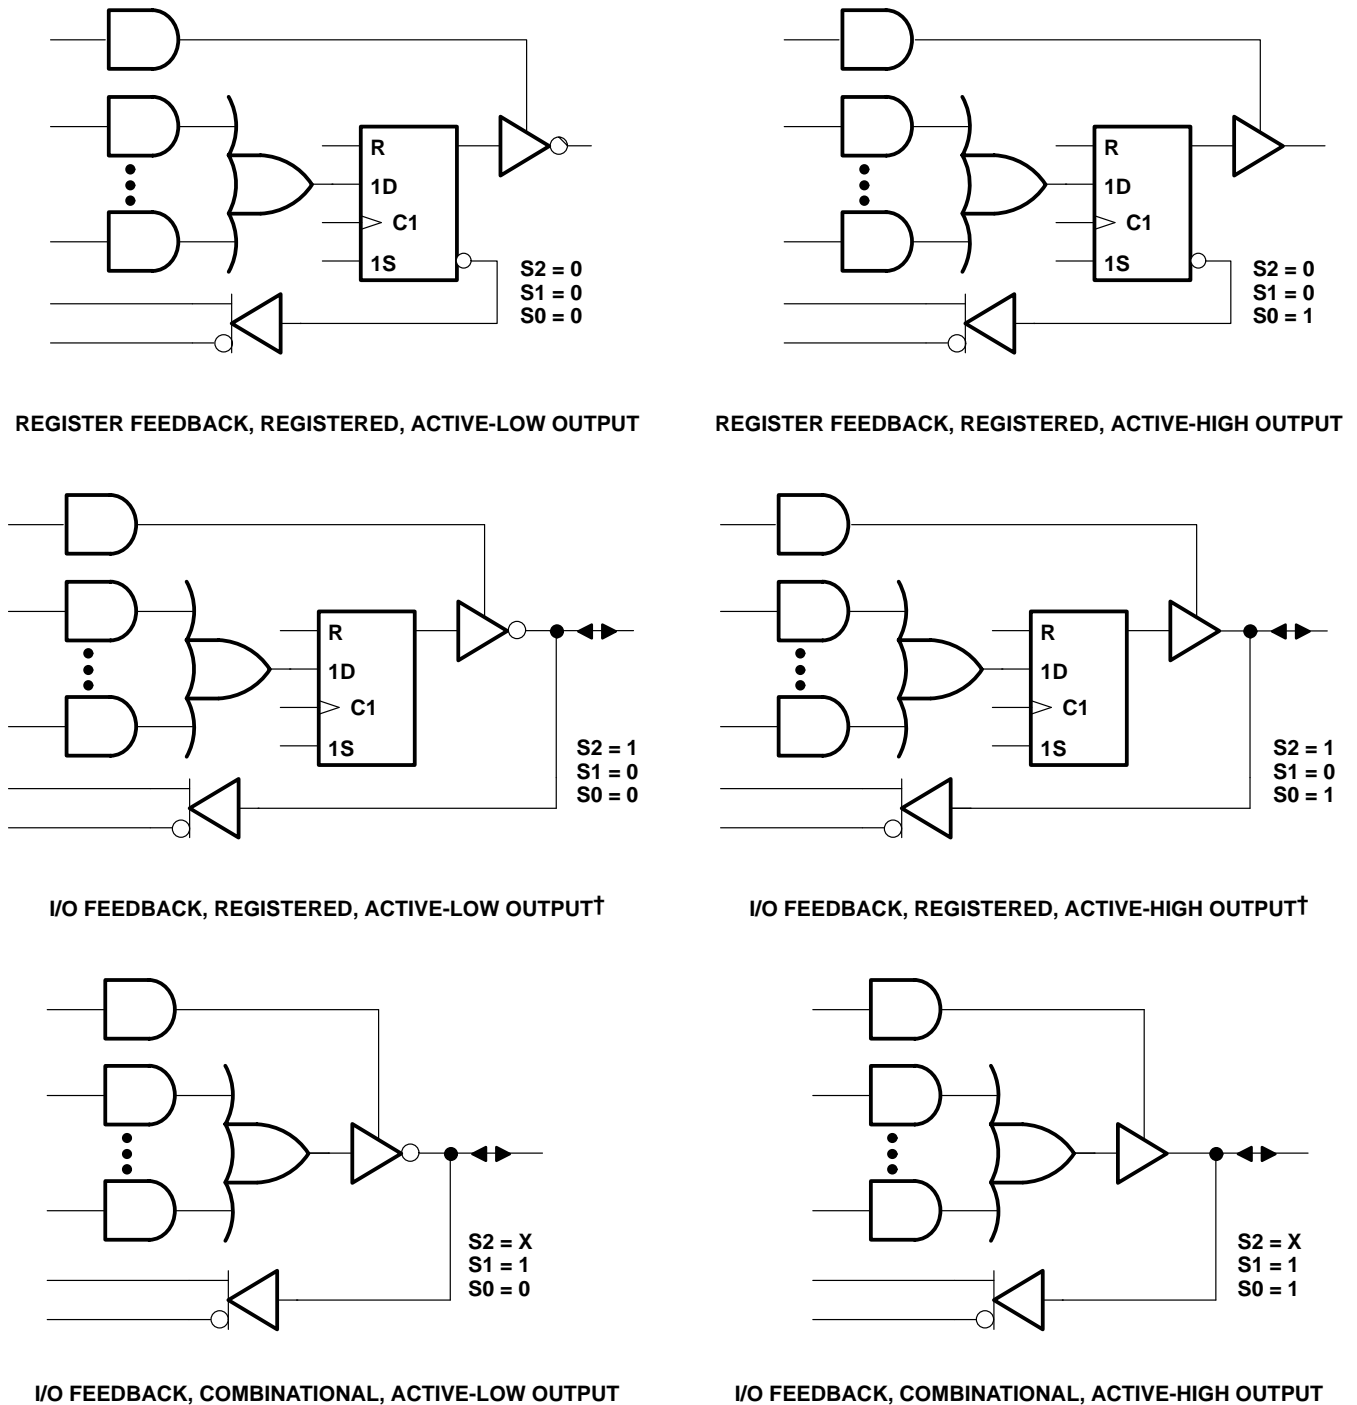 R
1D
C1
1S
S2 = 0
S1 = 0
S0 = 0
REGISTER FEEDBACK, REGISTERED, ACTIVE-LOW OUTPUT
R
1D
C1
1S
S2 = 0
S1 = 0
S0 = 1
REGISTER FEEDBACK, REGISTERED, ACTIVE-HIGH OUTPUT
R
1D
C1
1S
S2 = 1
S1 = 0
S0 = 0
I/O FEEDBACK, REGISTERED, ACTIVE-LOW OUTPUT†
R
1D
C1
1S
S2 = 1
S1 = 0
S0 = 1
I/O FEEDBACK, REGISTERED, ACTIVE-HIGH OUTPUT†
S2 = X
S1 = 1
S0 = 0
I/O FEEDBACK, COMBINATIONAL, ACTIVE-LOW OUTPUT
S2 = X
S1 = 1
S0 = 1
I/O FEEDBACK, COMBINATIONAL, ACTIVE-HIGH OUTPUT